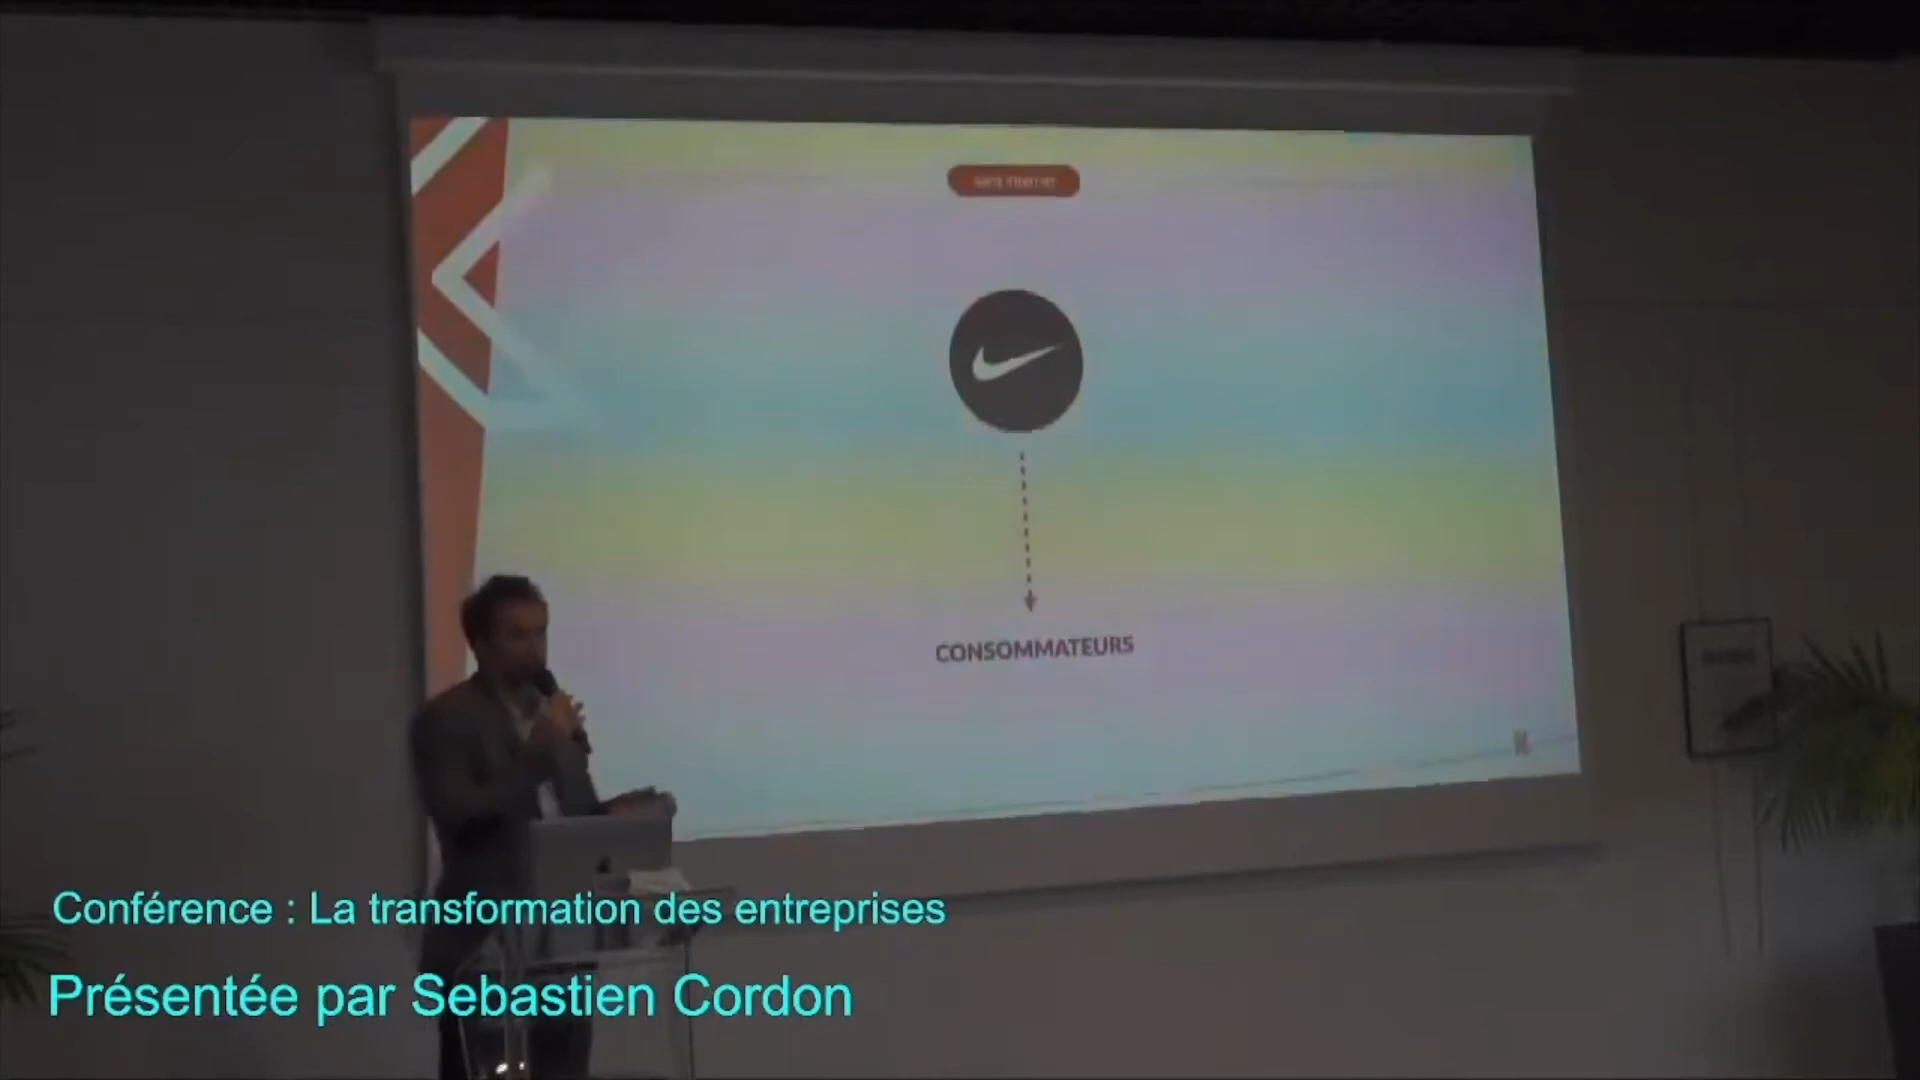 CONSOMMATEURS
Conférence : La transformation des entreprises
Présentée par Sebastien Cordon